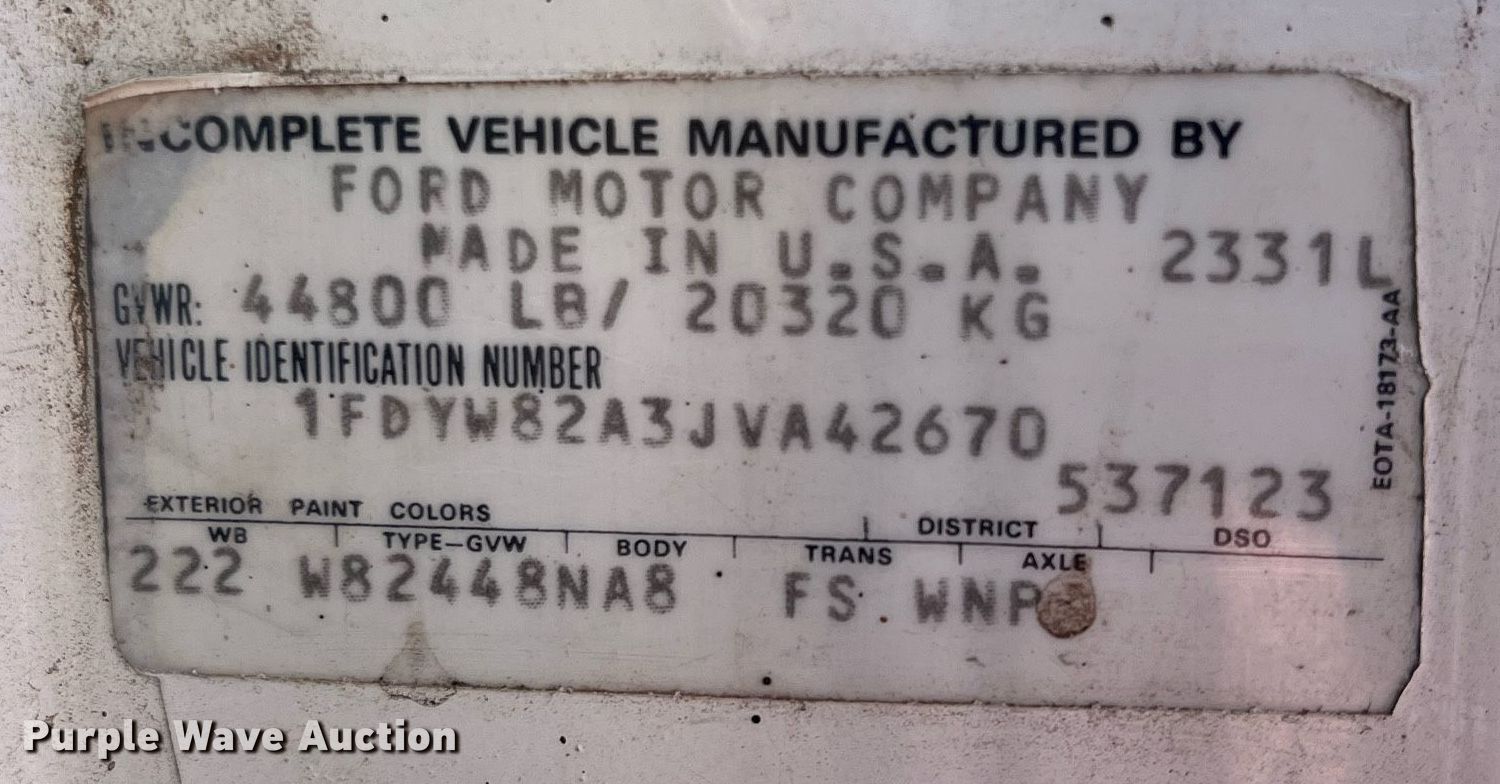 INCOMPLETE VEHICLE MANUFACTURED BY
FORD MOTOR COMPANY
MADE IN U.S.A. 2331L
GVWR: 44800 LB/ 20320 KG
VEHICLE IDENTIFICATION NUMBER
1FDYW82A3JVA42670
537123
EOTA-18173-AA
EXTERIOR PAINT COLORS DISTRICT DSO
WB TYPE-GVW BODY TRANS AXLE
222 W82448NA8 FS WNP
Purple Wave Auction